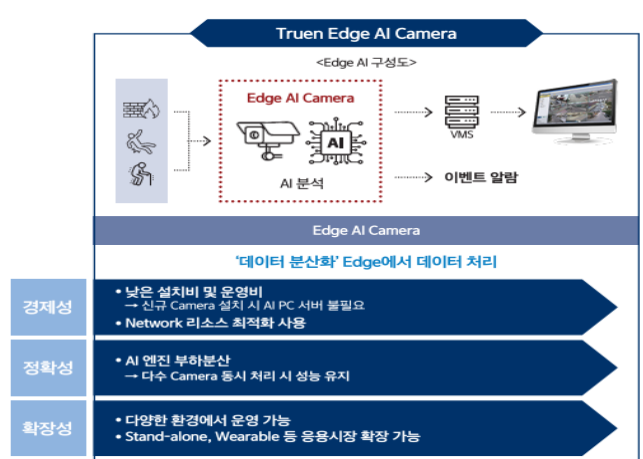 Truen Edge AI Camera
<Edge AI 구성도>
Edge AI Camera
AI
AI 분석
VMS
이벤트 알람
Edge AI Camera
‘데이터 분산화’ Edge에서 데이터 처리
경제성
• 낮은 설치비 및 운영비
→ 신규 Camera 설치 시 AI PC 서버 불필요
• Network 리소스 최적화 사용
정확성
• AI 엔진 부하분산
→ 다수 Camera 동시 처리 시 성능 유지
확장성
• 다양한 환경에서 운영 가능
• Stand-alone, Wearable 등 응용시장 확장 가능